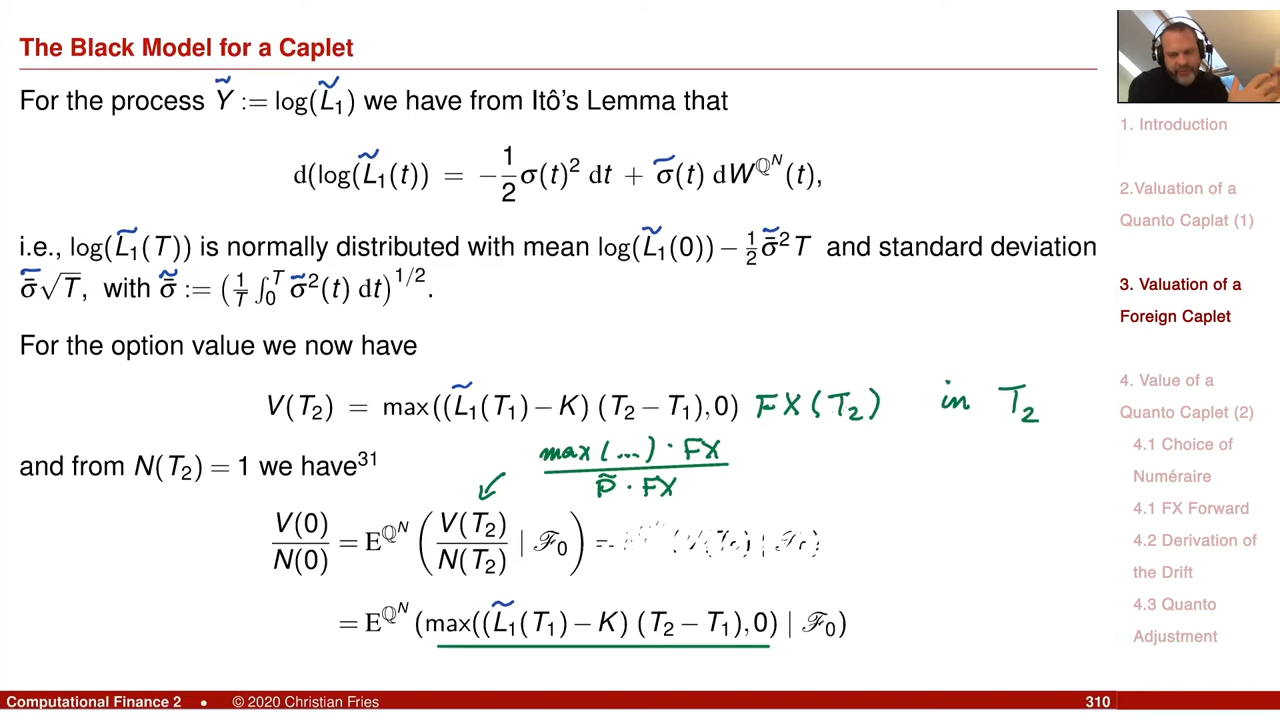 The Black Model for a Caplet
For the process Ỹ := log(L̃₁) we have from Itô's Lemma that
d(log(L̃₁(t)) = −1/2 σ(t)² dt + σ̃(t) dW^{ℚ^N}(t),
i.e., log(L̃₁(T)) is normally distributed with mean log(L̃₁(0)) − ½ σ̄̃² T and standard deviation
σ̄̃√T, with σ̄̃ := (1/T ∫₀ᵀ σ̃²(t) dt)^{1/2}.
For the option value we now have
V(T₂) = max((L̃₁(T₁) − K) (T₂ − T₁), 0) FX(T₂) in T₂
and from N(T₂) = 1 we have³¹
max(...) · FX
P̃ · FX
V(0)/N(0) = E^{ℚ^N} (V(T₂)/N(T₂) | ℱ₀) =
= E^{ℚ^N} (max((L̃₁(T₁) − K) (T₂ − T₁), 0) | ℱ₀)
1. Introduction
2.Valuation of a
Quanto Caplat (1)
3. Valuation of a
Foreign Caplet
4. Value of a
Quanto Caplet (2)
4.1 Choice of
Numéraire
4.1 FX Forward
4.2 Derivation of
the Drift
4.3 Quanto
Adjustment
Computational Finance 2 • © 2020 Christian Fries 310